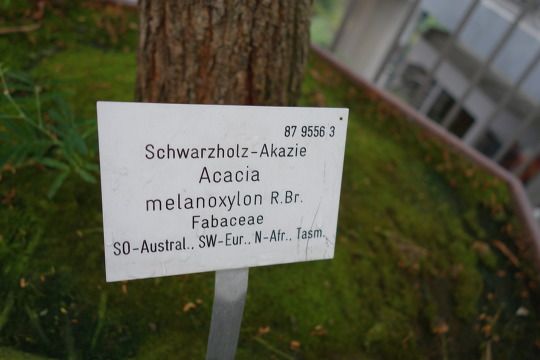 87 9556 3
Schwarzholz-Akazie
Acacia
melanoxylon R.Br.
Fabaceae
SO-Austral., SW-Eur., N-Afr., Tasm.